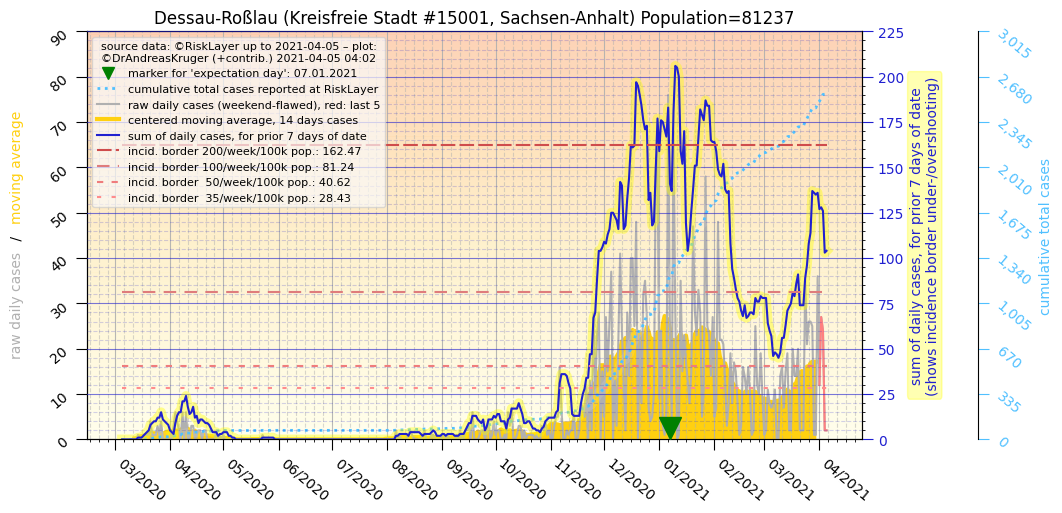 Dessau-Roßlau (Kreisfreie Stadt #15001, Sachsen-Anhalt) Population=81237
source data: ©RiskLayer up to 2021-04-05 – plot:
©DrAndreasKruger (+contrib.) 2021-04-05 04:02
marker for 'expectation day': 07.01.2021
cumulative total cases reported at RiskLayer
raw daily cases (weekend-flawed), red: last 5
centered moving average, 14 days cases
sum of daily cases, for prior 7 days of date
incid. border 200/week/100k pop.: 162.47
incid. border 100/week/100k pop.: 81.24
incid. border  50/week/100k pop.: 40.62
incid. border  35/week/100k pop.: 28.43
raw daily cases / moving average
90
80
70
60
50
40
30
20
10
0
03/2020
04/2020
05/2020
06/2020
07/2020
08/2020
09/2020
10/2020
11/2020
12/2020
01/2021
02/2021
03/2021
04/2021
225
200
175
150
125
100
75
50
25
0
sum of daily cases, for prior 7 days of date
(shows incidence border under-/overshooting)
3,015
2,680
2,345
2,010
1,675
1,340
1,005
670
335
0
cumulative total cases